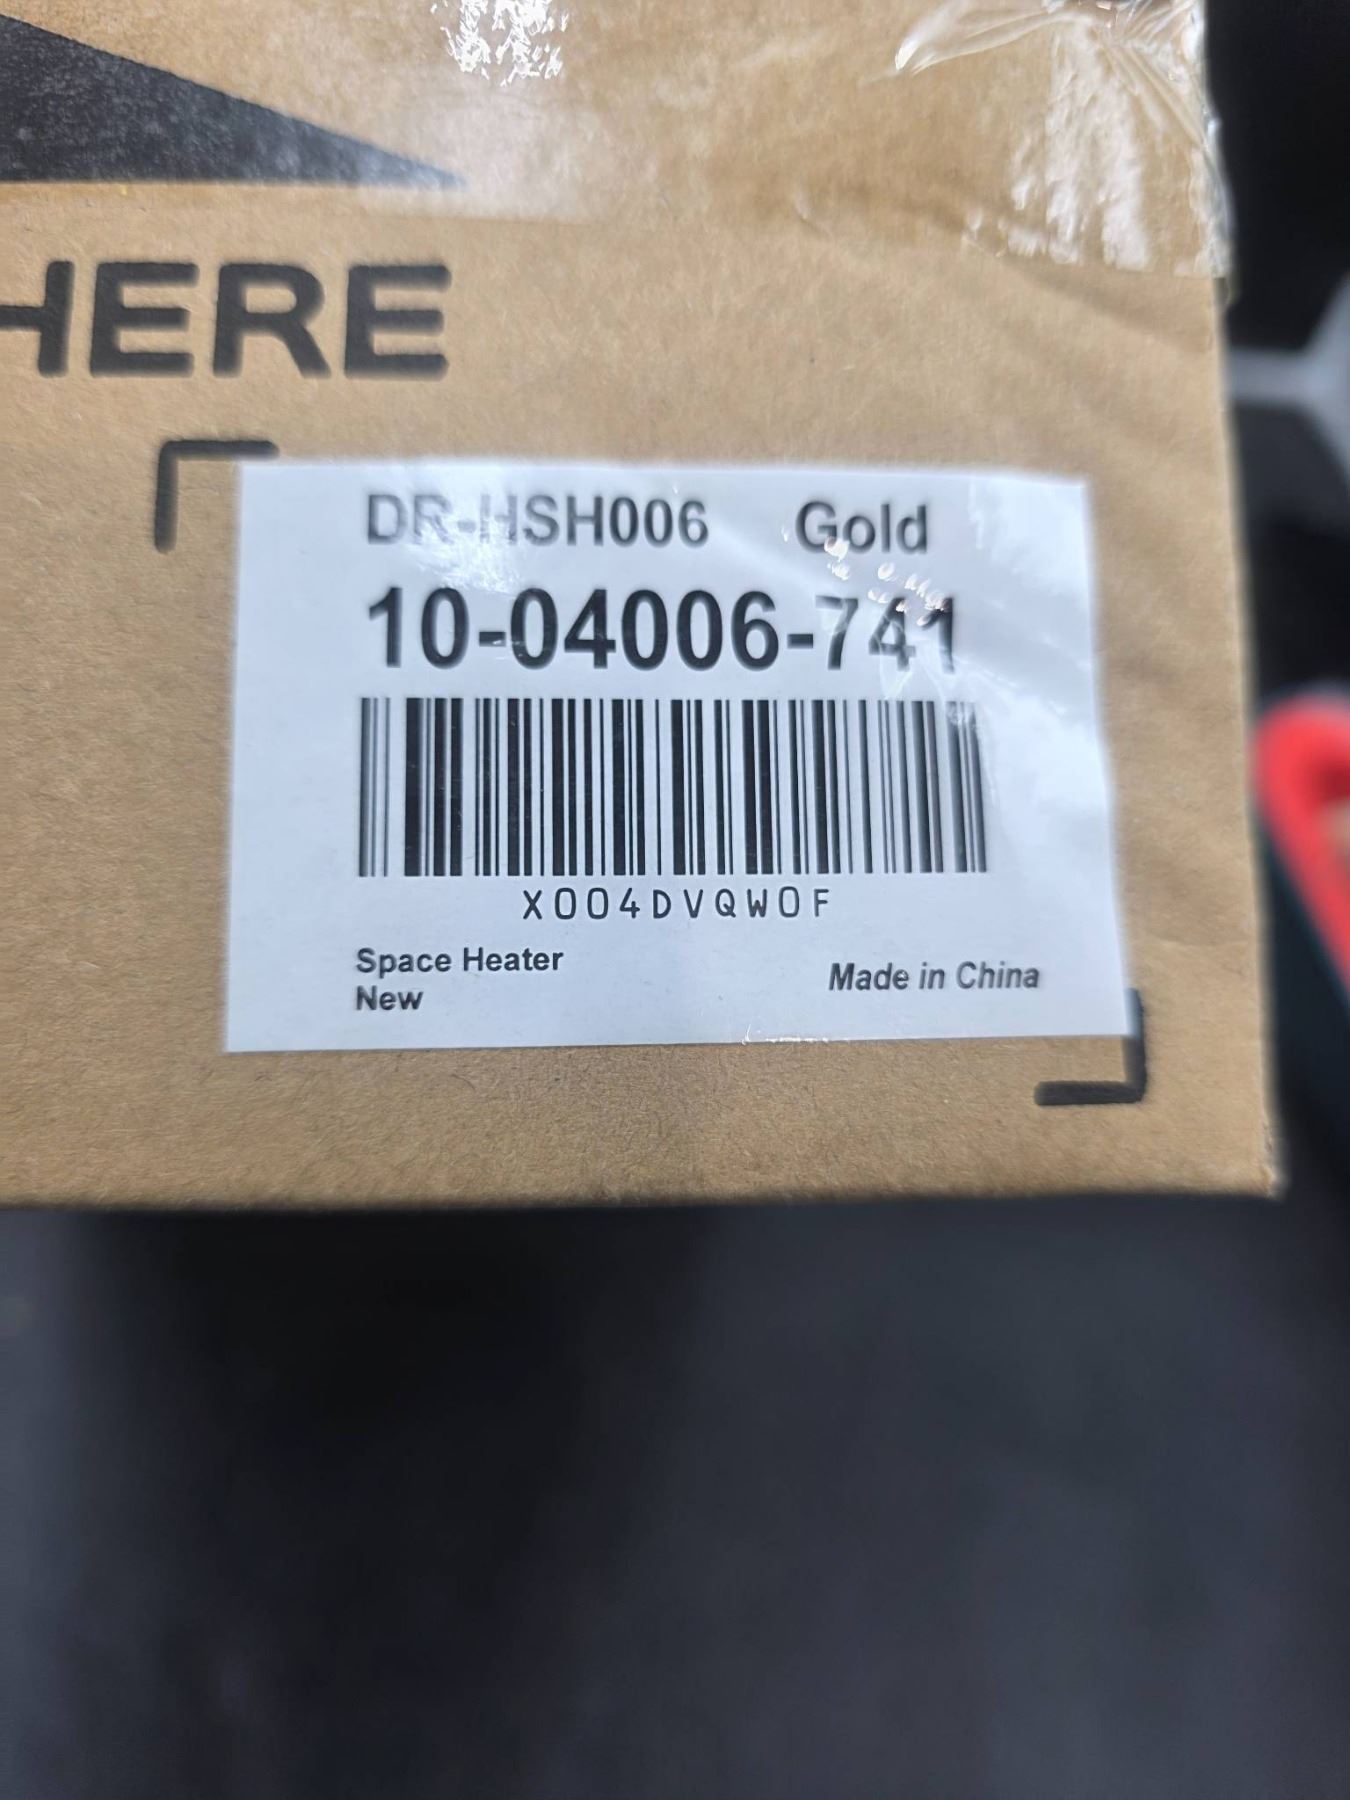 HERE
DR-HSH006 Gold
10-04006-741
X004DVQW0F
Space Heater
New
Made in China